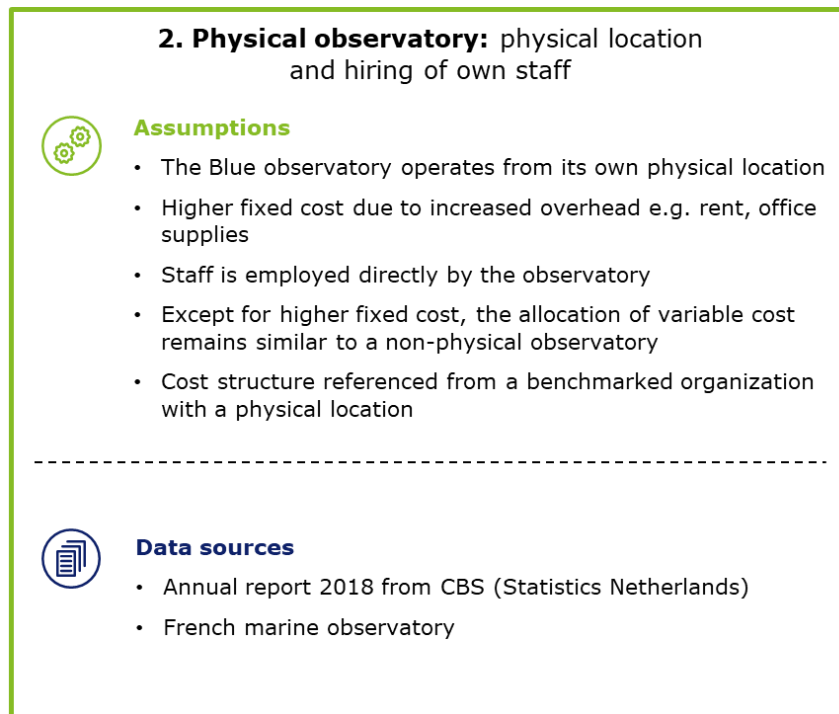 2. Physical observatory: physical location
and hiring of own staff
Assumptions
• The Blue observatory operates from its own physical location
• Higher fixed cost due to increased overhead e.g. rent, office
supplies
• Staff is employed directly by the observatory
• Except for higher fixed cost, the allocation of variable cost
remains similar to a non-physical observatory
• Cost structure referenced from a benchmarked organization
with a physical location
Data sources
• Annual report 2018 from CBS (Statistics Netherlands)
• French marine observatory